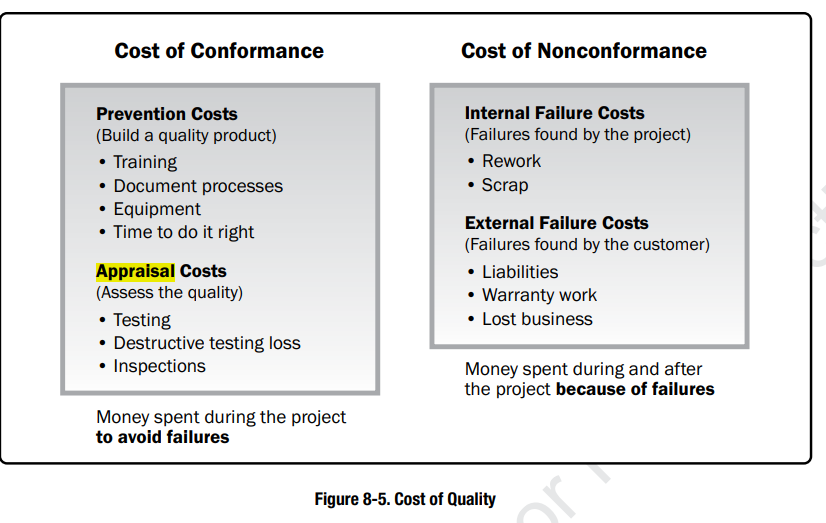 Cost of Conformance
Prevention Costs
(Build a quality product)
• Training
• Document processes
• Equipment
• Time to do it right
Appraisal Costs
(Assess the quality)
• Testing
• Destructive testing loss
• Inspections
Money spent during the project
to avoid failures
Cost of Nonconformance
Internal Failure Costs
(Failures found by the project)
• Rework
• Scrap
External Failure Costs
(Failures found by the customer)
• Liabilities
• Warranty work
• Lost business
Money spent during and after
the project because of failures
Figure 8-5. Cost of Quality